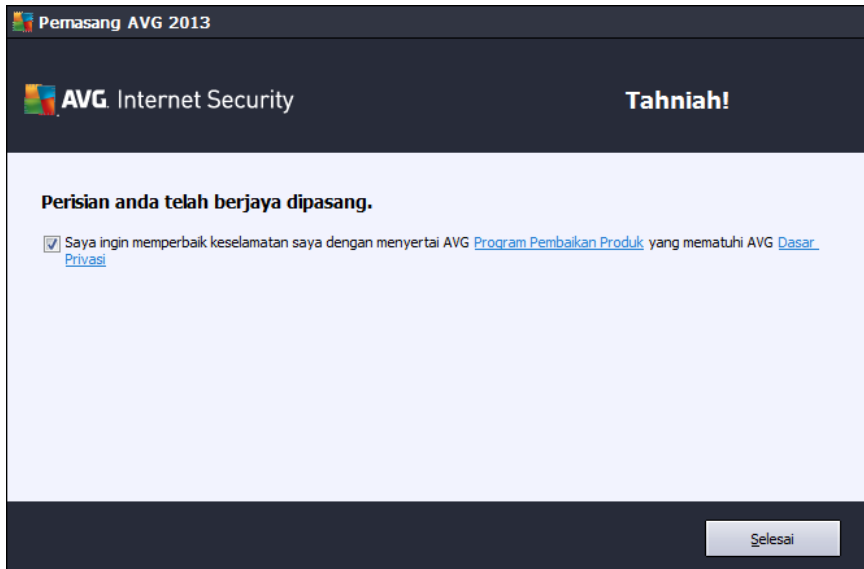 Pemasang AVG 2013
AVG. Internet Security
Tahniah!
Perisian anda telah berjaya dipasang.
Saya ingin memperbaik keselamatan saya dengan menyertai AVG Program Pembaikan Produk yang mematuhi AVG Dasar
Privasi
Selesai